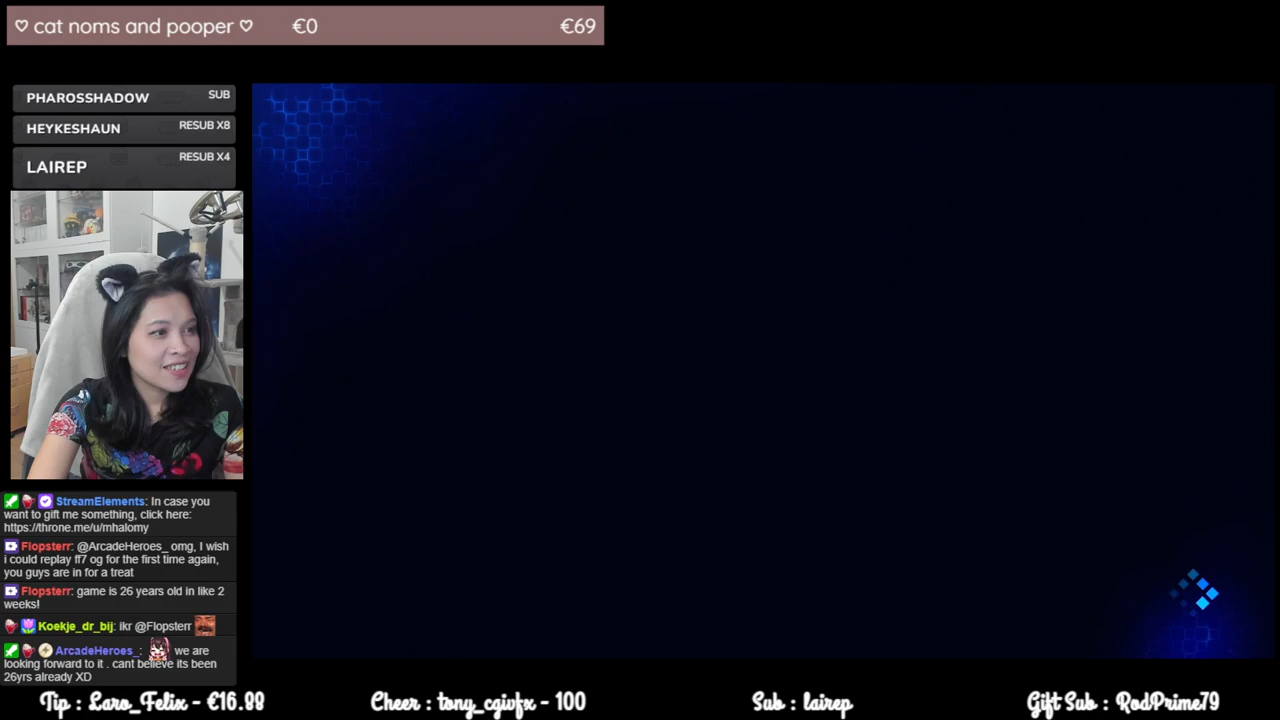 ♡ cat noms and pooper ♡ €0 €69
PHAROSSHADOW SUB
HEYKESHAUN RESUB X8
LAIREP RESUB X4
StreamElements: In case you
want to gift me something, click here:
https://throne.me/u/mhalomy
Flopsterr: @ArcadeHeroes_ omg, I wish
i could replay ff7 og for the first time again,
you guys are in for a treat
Flopsterr: game is 26 years old in like 2
weeks!
Koekje_dr_bij: ikr @Flopsterr
ArcadeHeroes_: we are
looking forward to it . cant believe its been
26yrs already XD
Tip : Laro_Felix - €16.88 Cheer : tony_cgivfx - 100 Sub : lairep Gift Sub : RodPrime79